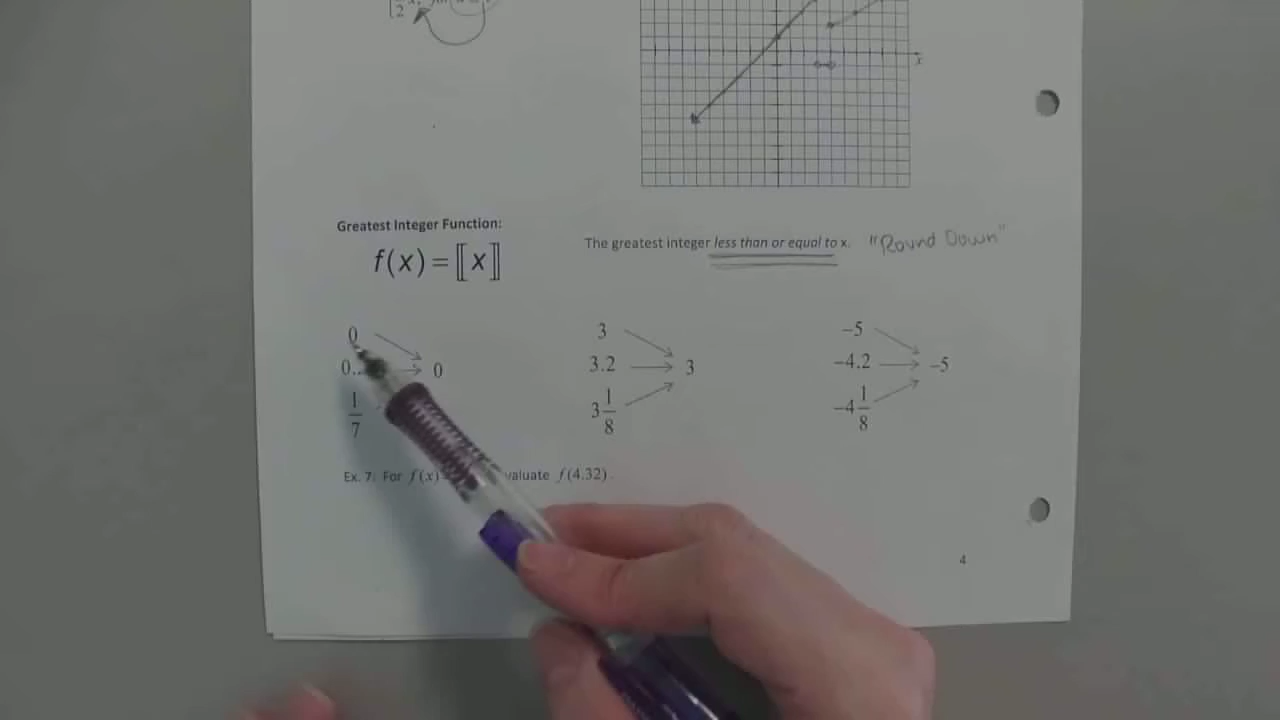 2
x
Greatest Integer Function:
f(x) = ⟦x⟧
The greatest integer less than or equal to x. "Round Down"
0
0 3 -5
1/7
3
3.2
3 1/8
-5
-4.2
-4 1/8
Ex. 7: For f(x) valuate f(4.32).
4